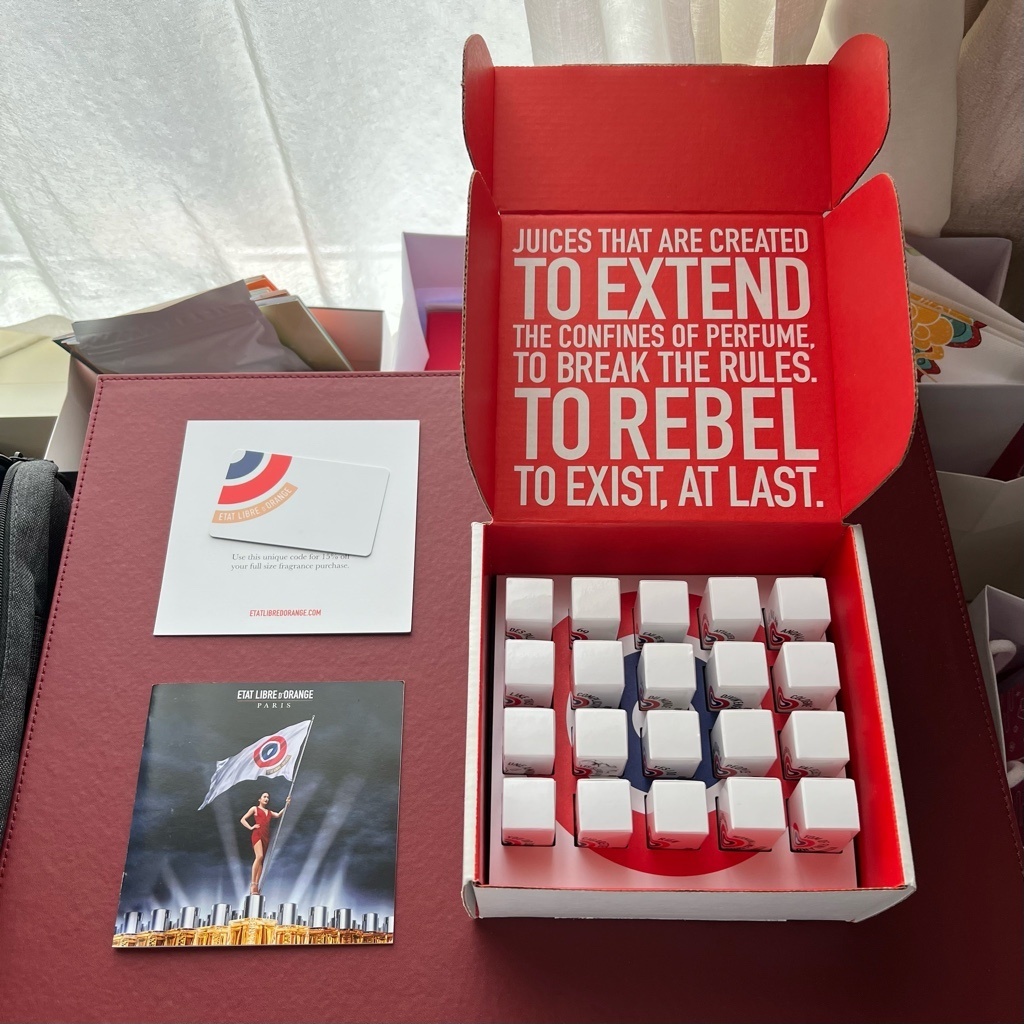 JUICES THAT ARE CREATED
TO EXTEND
THE CONFINES OF PERFUME,
TO BREAK THE RULES.
TO REBEL
TO EXIST, AT LAST.
ETAT LIBRE D'ORANGE
Use this unique code for 15% off
your full size fragrance purchase.
ETATLIBREDORANGE.COM
ETAT LIBRE D'ORANGE
PARIS